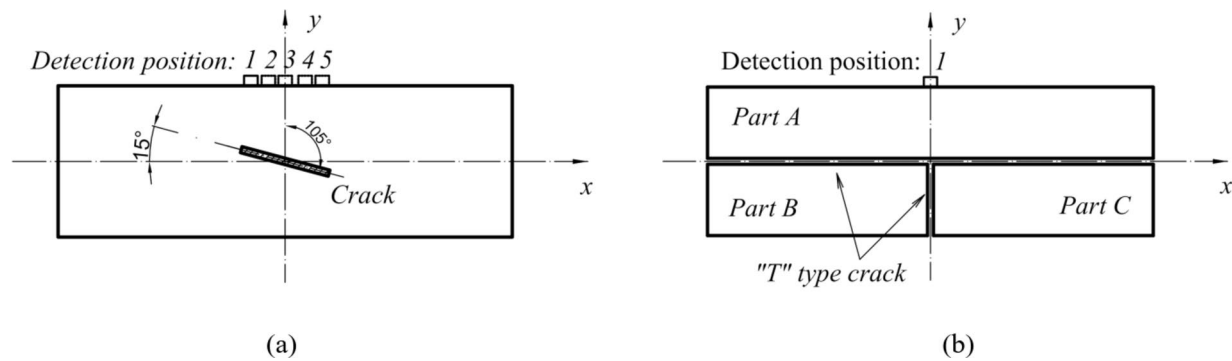 y
Detection position: 1 2 3 4 5
15°
105°
x
Crack
(a)
y
Detection position: 1
Part A
x
Part B
Part C
"T" type crack
(b)